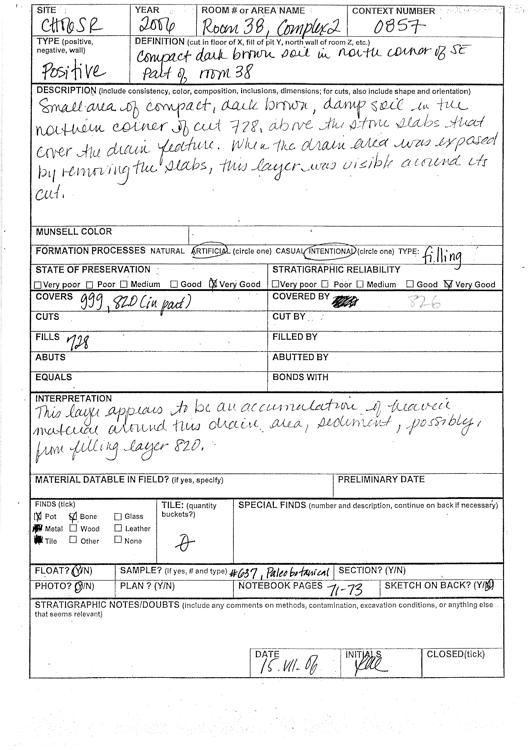 SITE YEAR ROOM # or AREA NAME CONTEXT NUMBER
CH06SR 2006 Room 38, Complex 2 0857
TYPE (positive, negative, wall) DEFINITION (cut in floor of X, fill of pit Y, north wall of room Z, etc.)
Positive compact dark brown soil in north corner of SE
part of room 38
DESCRIPTION (Include consistency, color, composition, inclusions, dimensions; for cuts, also include shape and orientation)
Small area of compact, dark brown, damp soil in the
northern corner of cut 728, above the stone slabs that
cover the drain feature. When the drain area was exposed
by removing the slabs, this layer was visible around its
cut.
MUNSELL COLOR
FORMATION PROCESSES NATURAL ARTIFICIAL (circle one) CASUAL INTENTIONAL (circle one) TYPE: filling
STATE OF PRESERVATION STRATIGRAPHIC RELIABILITY
Very poor Poor Medium Good Very Good Very poor Poor Medium Good Very Good
COVERS 999, 820 (in part) COVERED BY 826
CUTS CUT BY
FILLS 728 FILLED BY
ABUTS ABUTTED BY
EQUALS BONDS WITH
INTERPRETATION
This layer appears to be an accumulation of heavier
material around this drain area, sediment, possibly,
from filling layer 820.
MATERIAL DATABLE IN FIELD? (if yes, specify) PRELIMINARY DATE
FINDS (tick) TILE: (quantity buckets?) SPECIAL FINDS (number and description, continue on back if necessary)
Pot Bone Glass
Metal Wood Leather
Tile Other None
FLOAT? (Y/N) SAMPLE? (if yes, # and type) #637, Paleobotanical SECTION? (Y/N)
PHOTO? (Y/N) PLAN ? (Y/N) NOTEBOOK PAGES 71-73 SKETCH ON BACK? (Y/N)
STRATIGRAPHIC NOTES/DOUBTS (include any comments on methods, contamination, excavation conditions, or anything else
that seems relevant)
DATE INITIALS CLOSED(tick)
15.VII.06